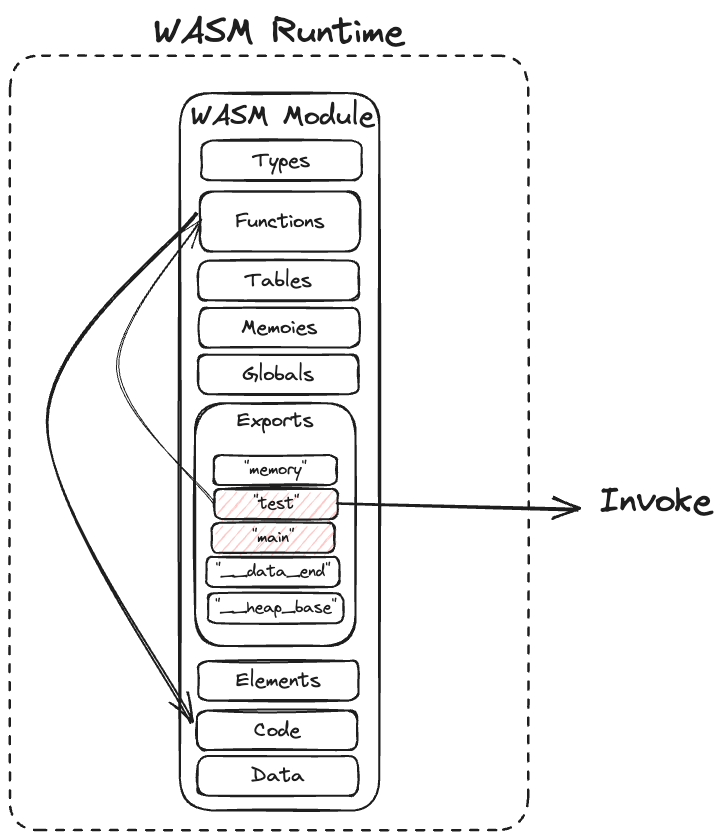 WASM Runtime
WASM Module
Types
Functions
Tables
Memoies
Globals
Exports
"memory"
"test"
Invoke
"main"
"__data_end"
"__heap_base"
Elements
Code
Data